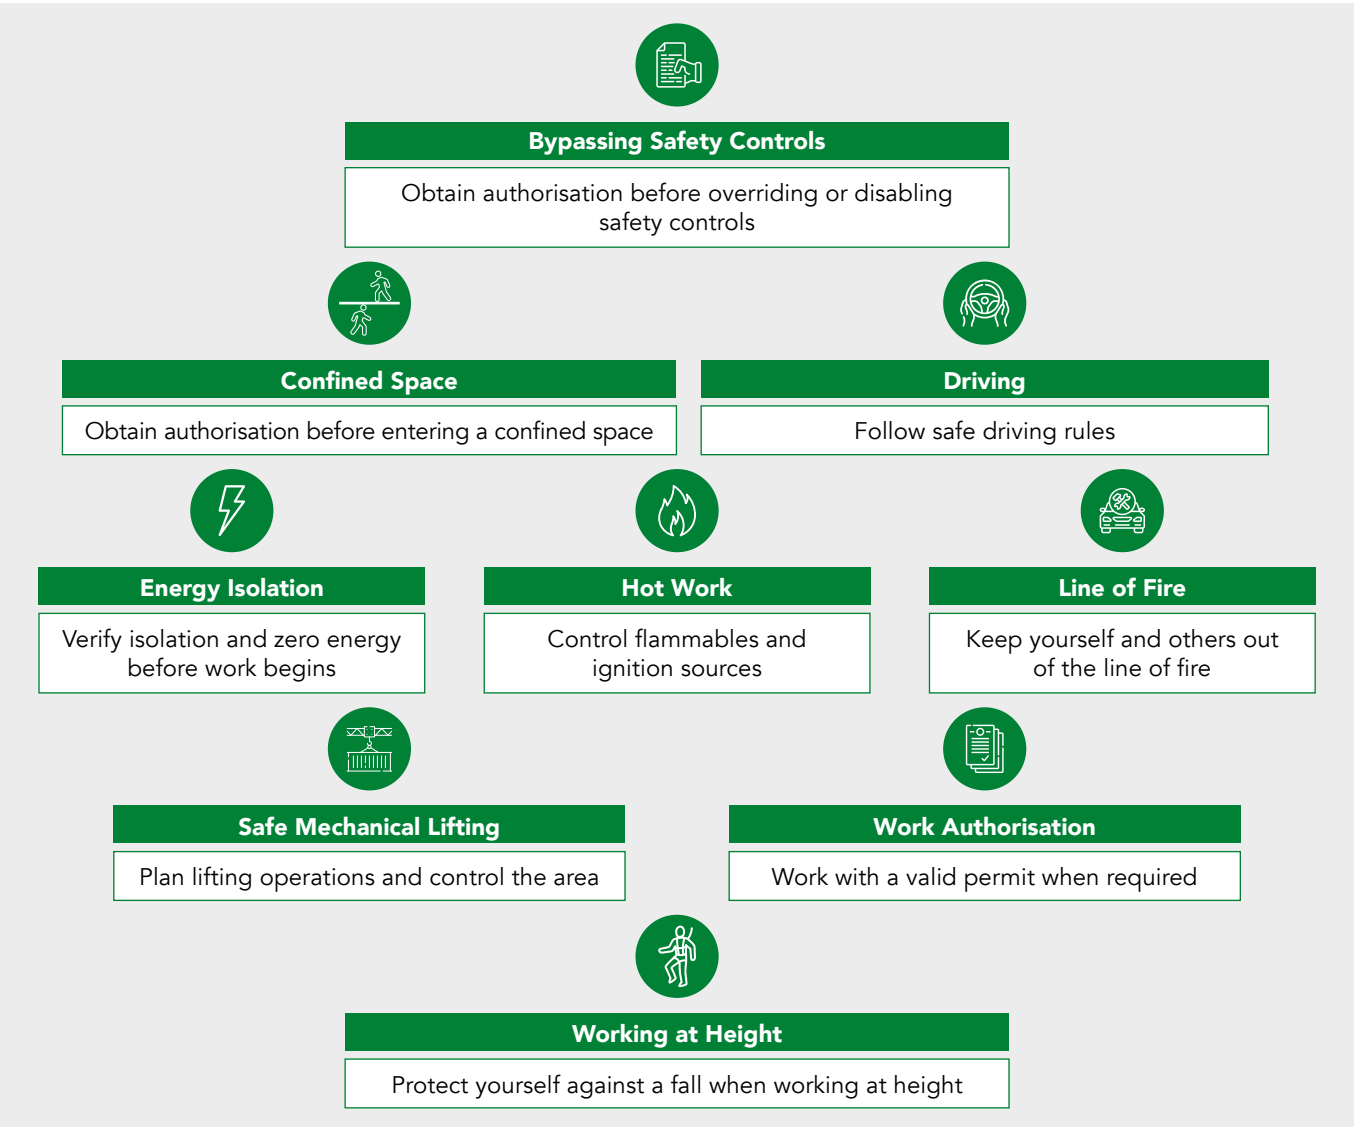 Bypassing Safety Controls
Obtain authorisation before overriding or disabling
safety controls
Confined Space
Obtain authorisation before entering a confined space
Driving
Follow safe driving rules
Energy Isolation
Verify isolation and zero energy
before work begins
Hot Work
Control flammables and
ignition sources
Line of Fire
Keep yourself and others out
of the line of fire
Safe Mechanical Lifting
Plan lifting operations and control the area
Work Authorisation
Work with a valid permit when required
Working at Height
Protect yourself against a fall when working at height